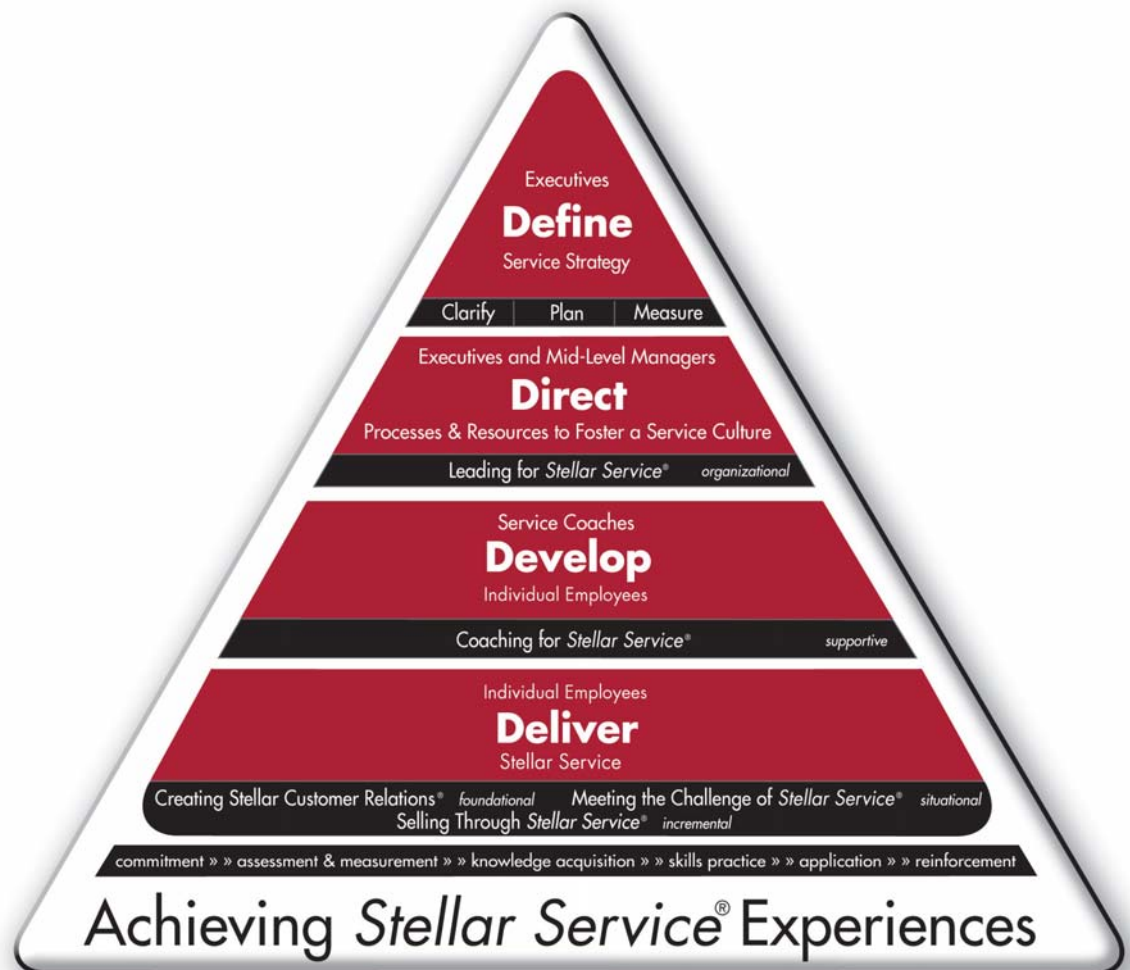 Executives
Define
Service Strategy
Clarify Plan Measure
Executives and Mid-Level Managers
Direct
Processes & Resources to Foster a Service Culture
Leading for Stellar Service® organizational
Service Coaches
Develop
Individual Employees
Coaching for Stellar Service® supportive
Individual Employees
Deliver
Stellar Service
Creating Stellar Customer Relations® foundational Meeting the Challenge of Stellar Service® situational
Selling Through Stellar Service® incremental
commitment » » assessment & measurement » » knowledge acquisition » » skills practice » » application » » reinforcement
Achieving Stellar Service® Experiences